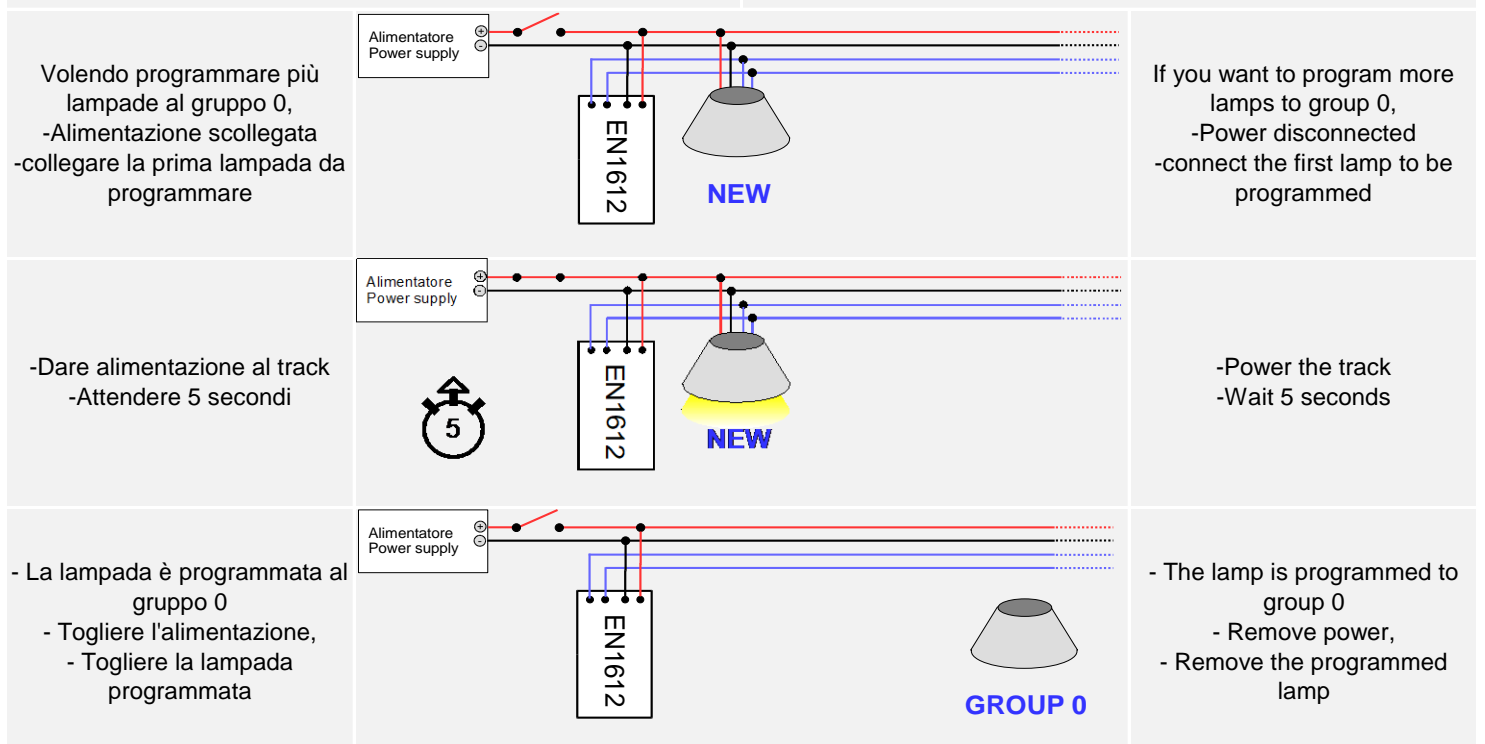 Volendo programmare più
lampade al gruppo 0,
-Alimentazione scollegata
-collegare la prima lampada da
programmare
Alimentatore
Power supply
+
-
EN1612
NEW
If you want to program more
lamps to group 0,
-Power disconnected
-connect the first lamp to be
programmed
-Dare alimentazione al track
-Attendere 5 secondi
Alimentatore
Power supply
+
-
5
EN1612
NEW
-Power the track
-Wait 5 seconds
- La lampada è programmata al
gruppo 0
- Togliere l'alimentazione,
- Togliere la lampada
programmata
Alimentatore
Power supply
+
-
EN1612
GROUP 0
- The lamp is programmed to
group 0
- Remove power,
- Remove the programmed
lamp